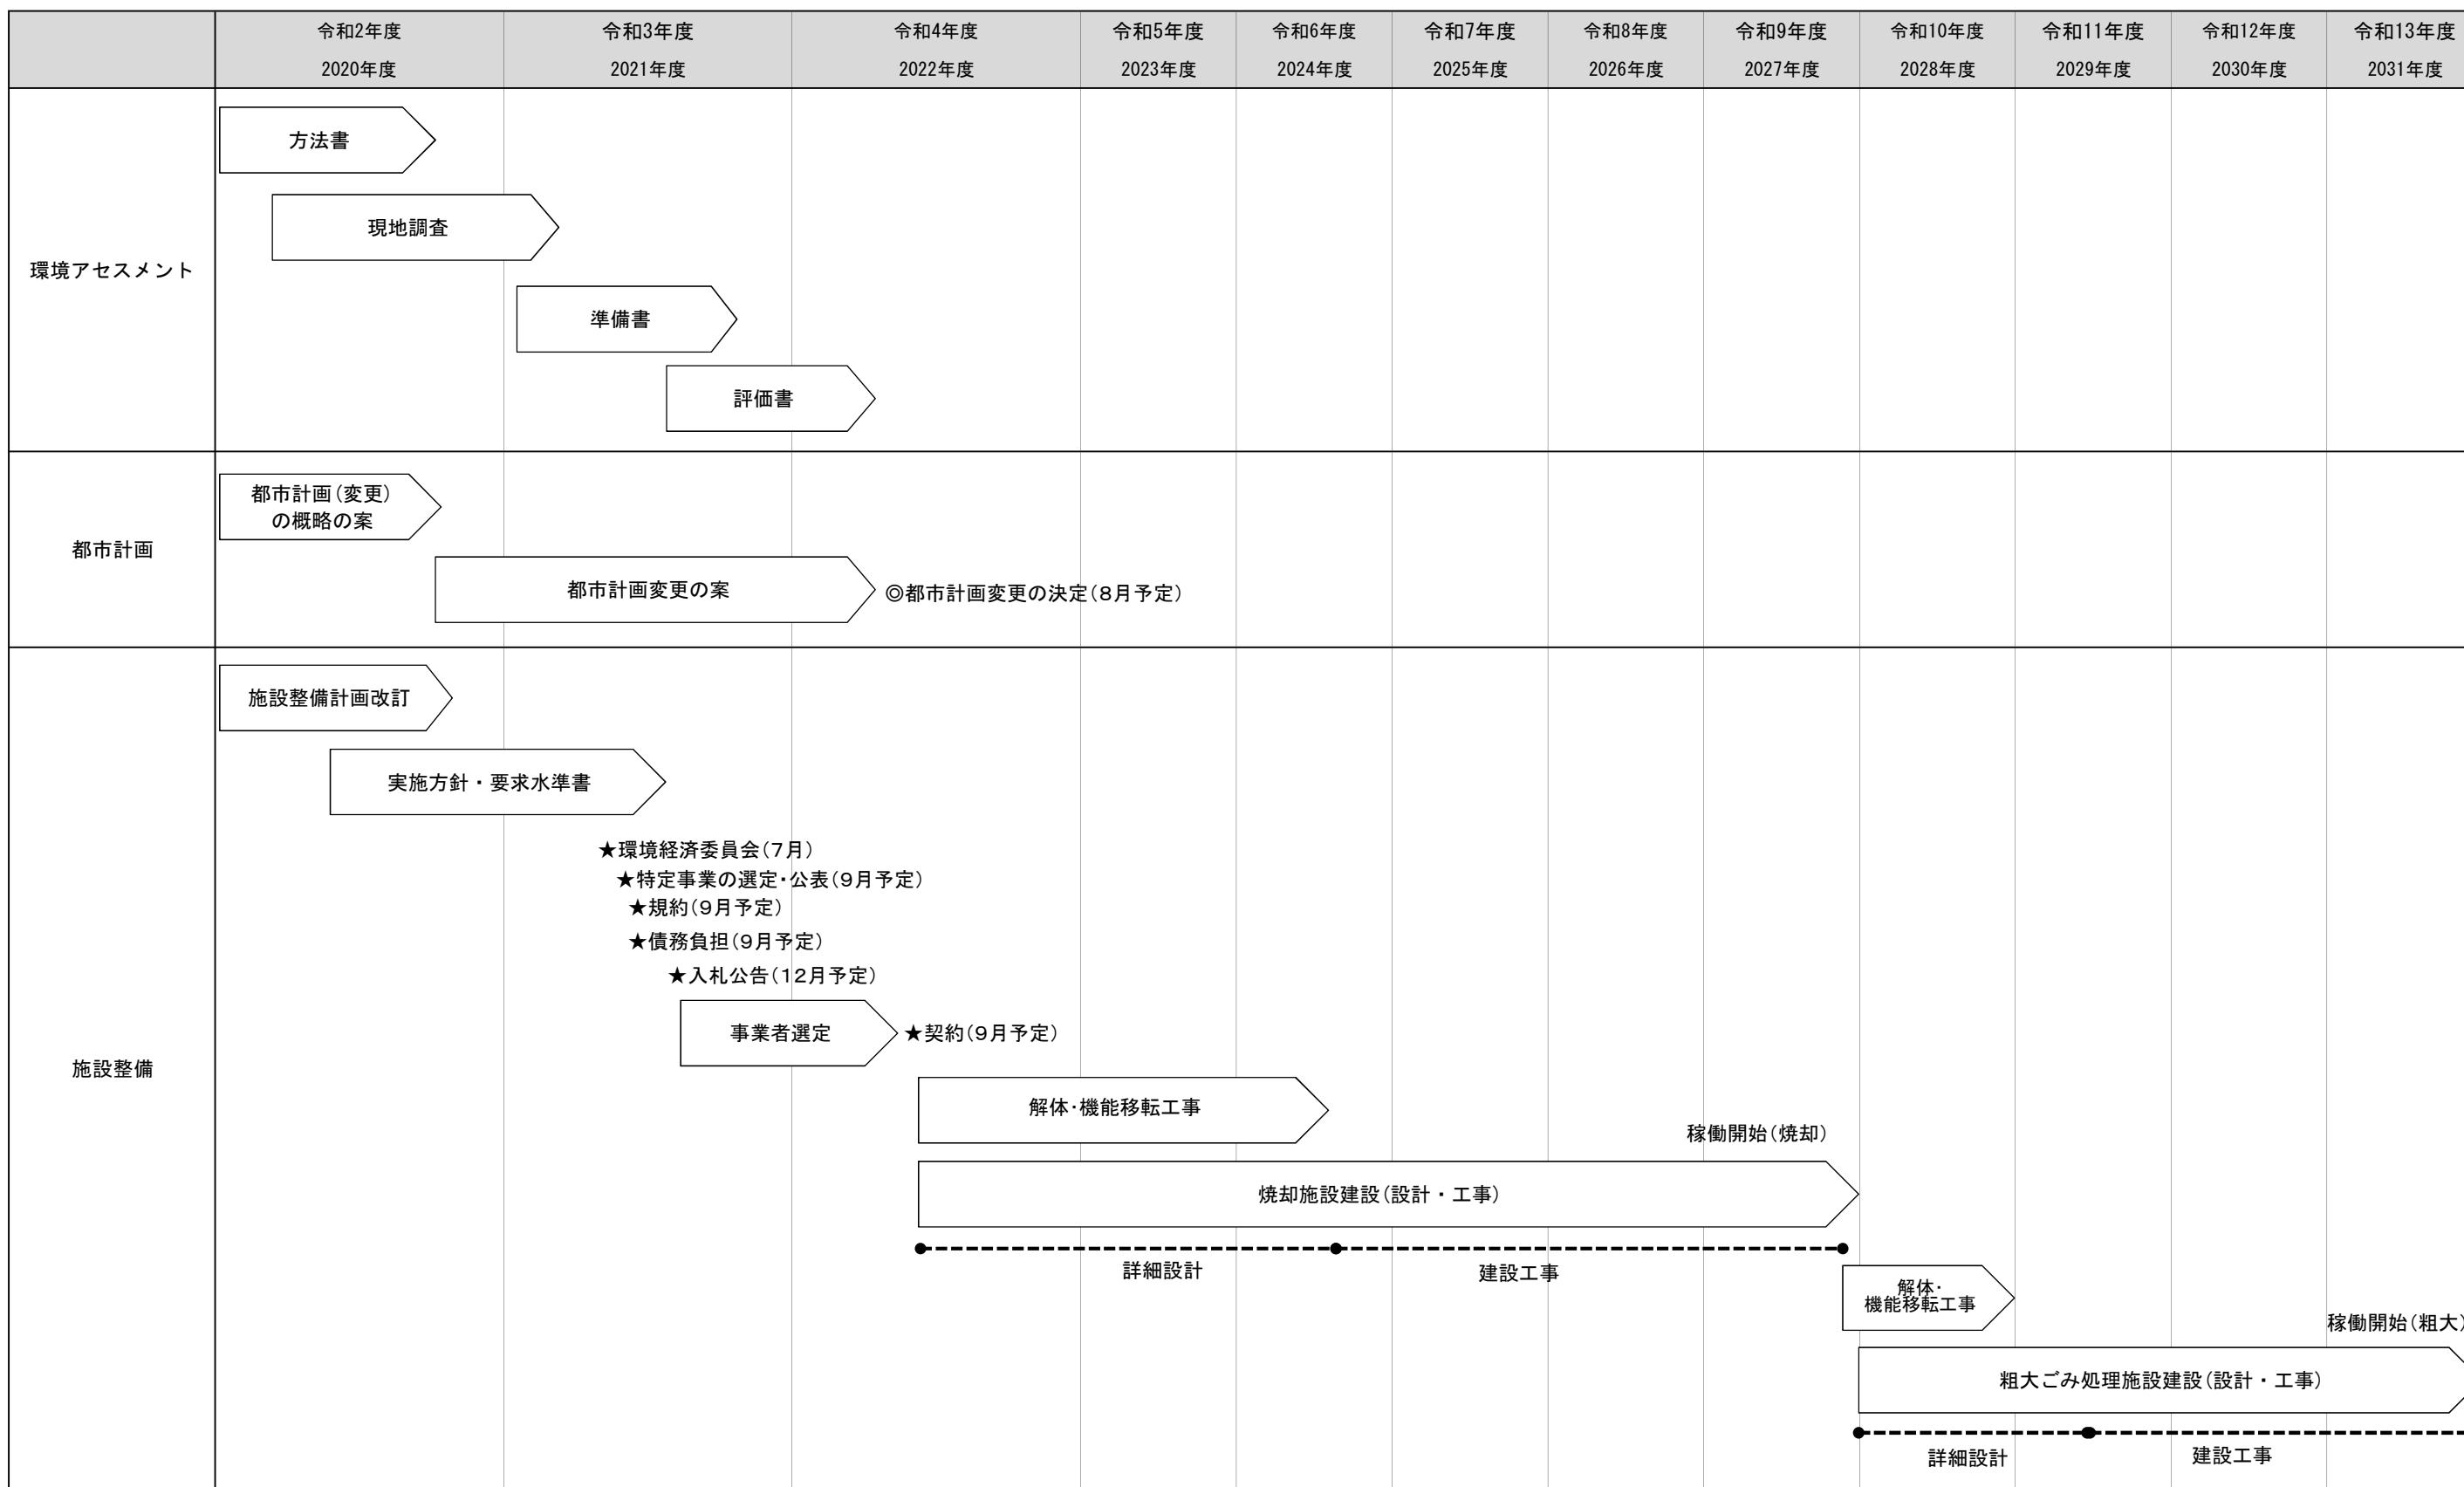 令和2年度 令和3年度 令和4年度 令和5年度 令和6年度 令和7年度 令和8年度 令和9年度 令和10年度 令和11年度 令和12年度 令和13年度
2020年度 2021年度 2022年度 2023年度 2024年度 2025年度 2026年度 2027年度 2028年度 2029年度 2030年度 2031年度
環境アセスメント
方法書
現地調査
準備書
評価書
都市計画
都市計画(変更)
の概略の案
都市計画変更の案
◎都市計画変更の決定(8月予定)
施設整備
施設整備計画改訂
実施方針・要求水準書
★環境経済委員会(7月)
★特定事業の選定・公表(9月予定)
★規約(9月予定)
★債務負担(9月予定)
★入札公告(12月予定)
事業者選定
★契約(9月予定)
解体・機能移転工事
稼働開始(焼却)
焼却施設建設(設計・工事)
詳細設計
建設工事
解体・
機能移転工事
稼働開始(粗大)
粗大ごみ処理施設建設(設計・工事)
詳細設計
建設工事